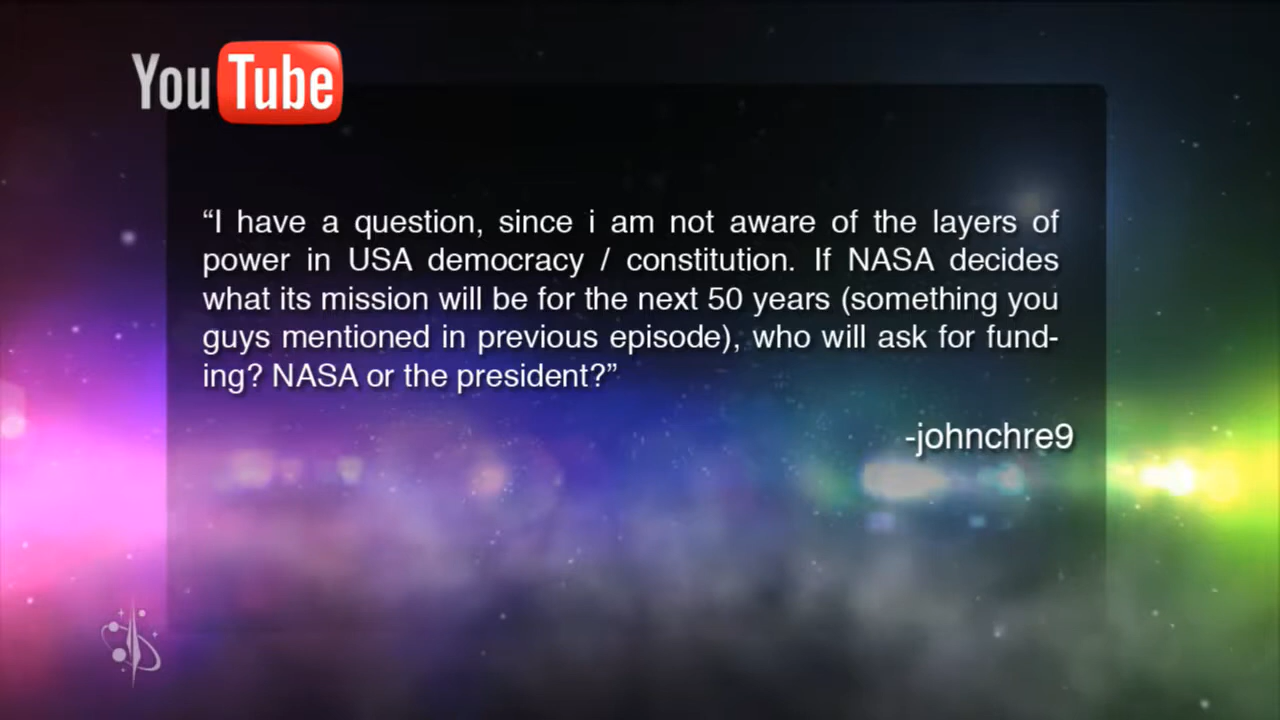 YouTube
“I have a question, since i am not aware of the layers of
power in USA democracy / constitution. If NASA decides
what its mission will be for the next 50 years (something you
guys mentioned in previous episode), who will ask for fund-
ing? NASA or the president?”
-johnchre9